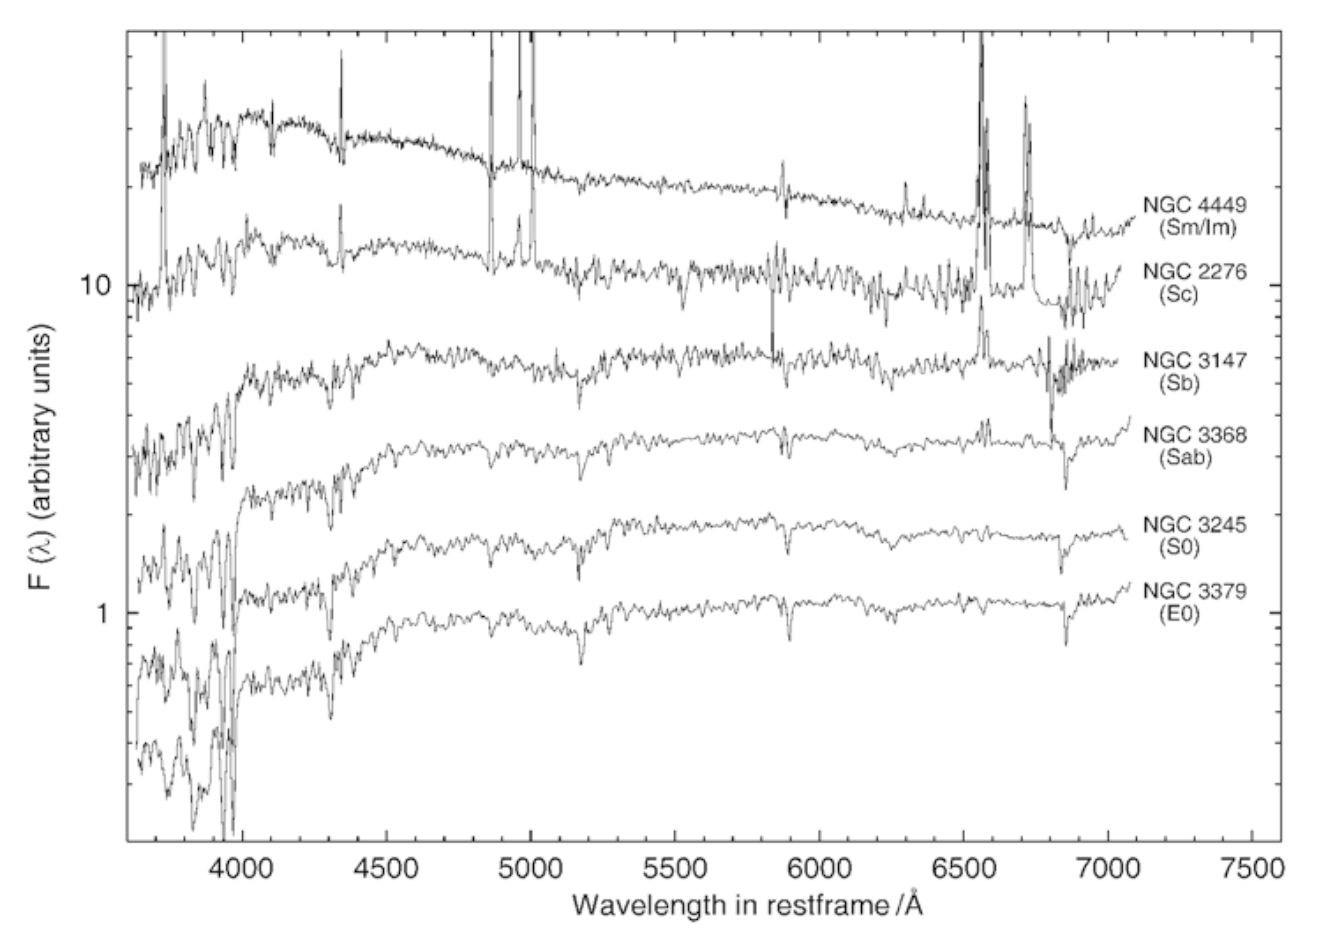 NGC 4449
(Sm/Im)
NGC 2276
(Sc)
NGC 3147
(Sb)
NGC 3368
(Sab)
NGC 3245
(S0)
NGC 3379
(E0)
10
1
F (λ) (arbitrary units)
4000 4500 5000 5500 6000 6500 7000 7500
Wavelength in restframe /Å